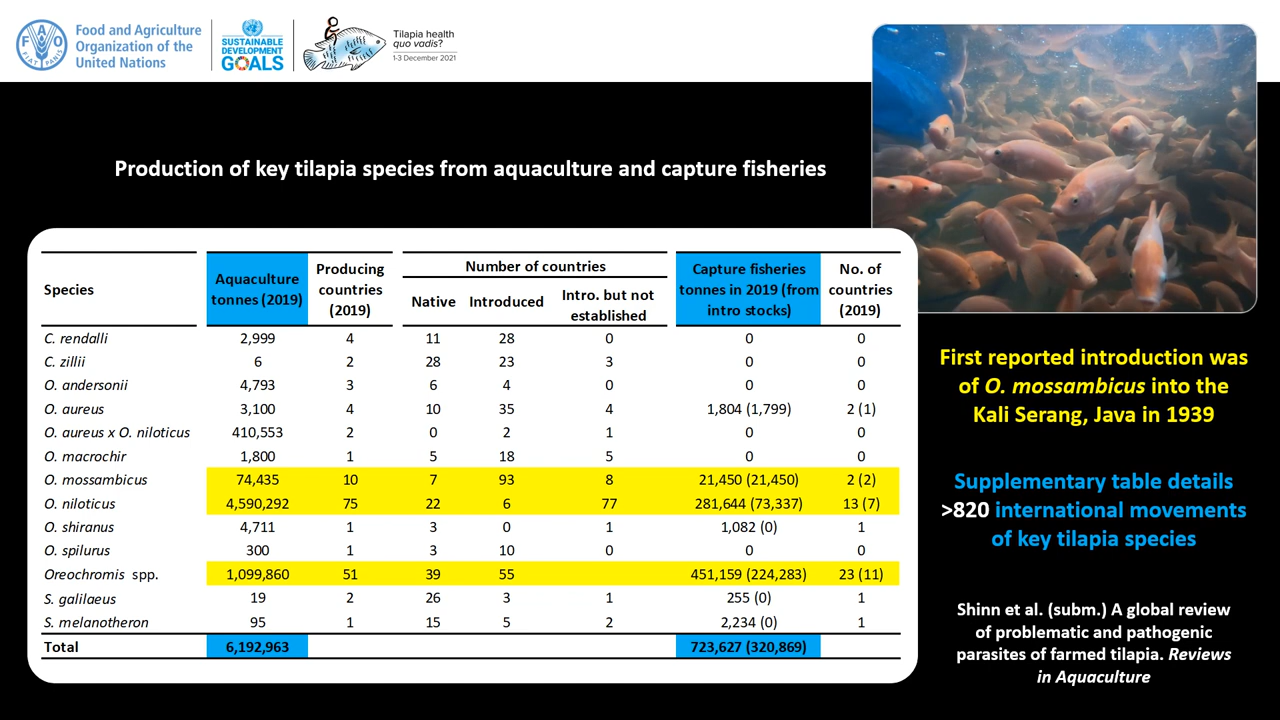 Food and Agriculture
Organization of the
United Nations
FAO
FIAT PANIS
SUSTAINABLE
DEVELOPMENT
GOALS
Tilapia health
quo vadis?
1-3 December 2021
Production of key tilapia species from aquaculture and capture fisheries
Species Aquaculture tonnes (2019) Producing countries (2019) Number of countries Capture fisheries tonnes in 2019 (from intro stocks) No. of countries (2019)
Native Introduced Intro. but not established
C. rendalli 2,999 4 11 28 0 0 0
C. zillii 6 2 28 23 3 0 0
O. andersonii 4,793 3 6 4 0 0 0
O. aureus 3,100 4 10 35 4 1,804 (1,799) 2 (1)
O. aureus x O. niloticus 410,553 2 0 2 1 0 0
O. macrochir 1,800 1 5 18 5 0 0
O. mossambicus 74,435 10 7 93 8 21,450 (21,450) 2 (2)
O. niloticus 4,590,292 75 22 6 77 281,644 (73,337) 13 (7)
O. shiranus 4,711 1 3 0 1 1,082 (0) 1
O. spilurus 300 1 3 10 0 0 0
Oreochromis spp. 1,099,860 51 39 55 451,159 (224,283) 23 (11)
S. galilaeus 19 2 26 3 1 255 (0) 1
S. melanotheron 95 1 15 5 2 2,234 (0) 1
Total 6,192,963 723,627 (320,869)
First reported introduction was
of O. mossambicus into the
Kali Serang, Java in 1939
Supplementary table details
>820 international movements
of key tilapia species
Shinn et al. (subm.) A global review
of problematic and pathogenic
parasites of farmed tilapia. Reviews
in Aquaculture